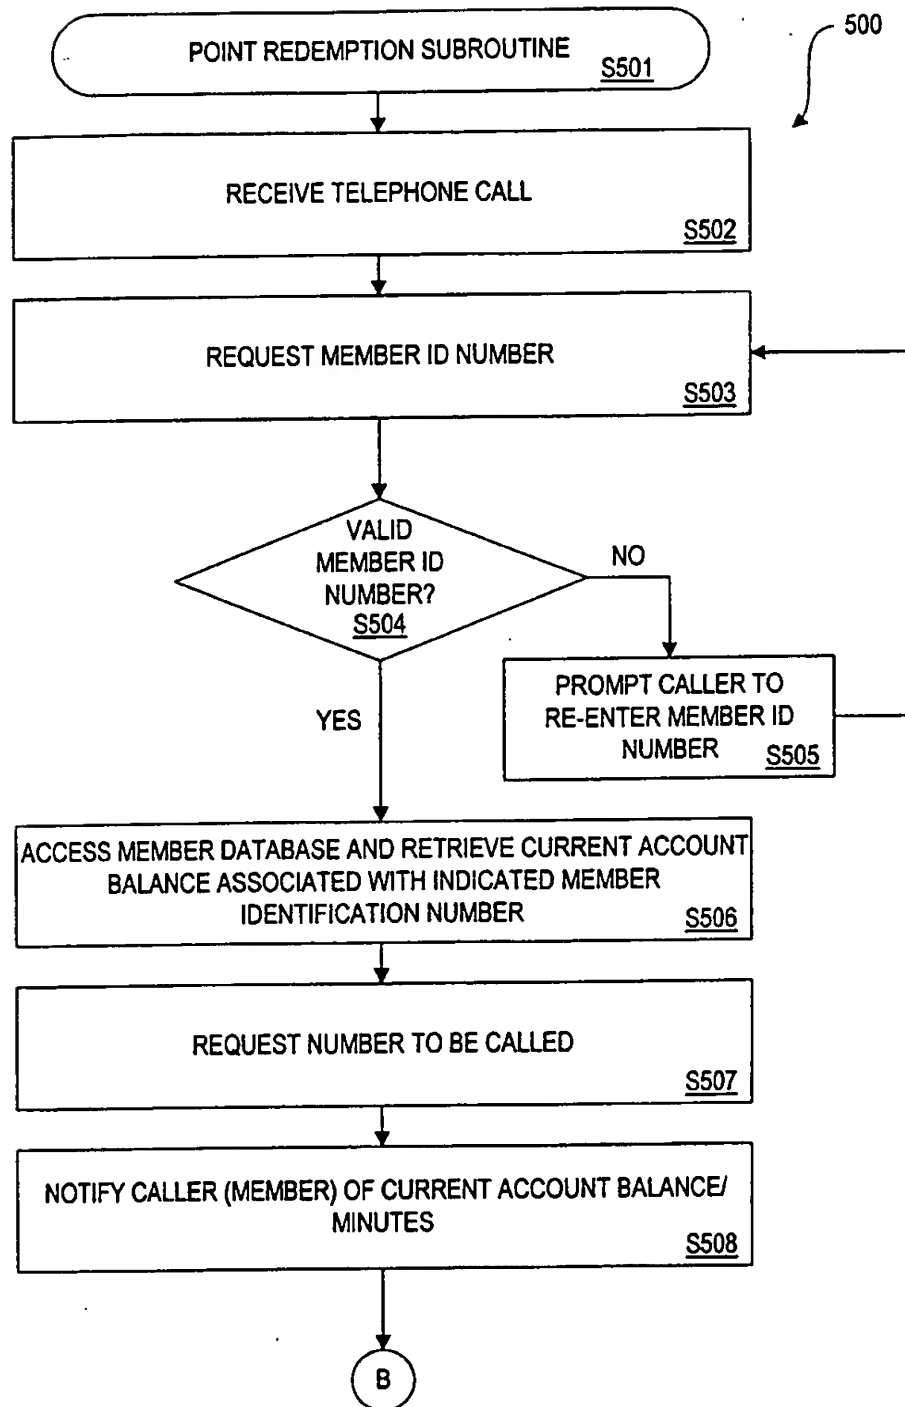 500
POINT REDEMPTION SUBROUTINE
S501
RECEIVE TELEPHONE CALL
S502
REQUEST MEMBER ID NUMBER
S503
VALID
MEMBER ID
NUMBER?
S504
NO
YES
PROMPT CALLER TO
RE-ENTER MEMBER ID
NUMBER
S505
ACCESS MEMBER DATABASE AND RETRIEVE CURRENT ACCOUNT
BALANCE ASSOCIATED WITH INDICATED MEMBER
IDENTIFICATION NUMBER
S506
REQUEST NUMBER TO BE CALLED
S507
NOTIFY CALLER (MEMBER) OF CURRENT ACCOUNT BALANCE/
MINUTES
S508
B